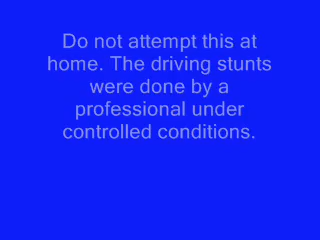 Do not attempt this at
home. The driving stunts
were done by a
professional under
controlled conditions.